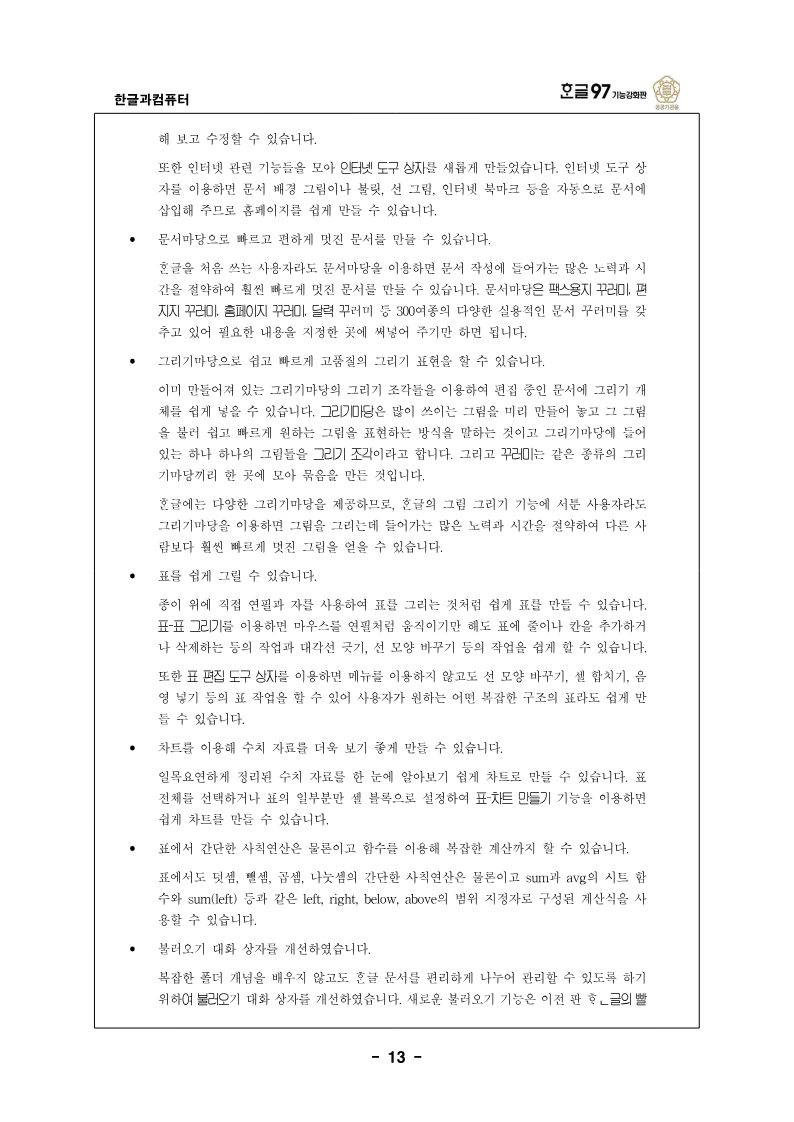 한글과컴퓨터
ᄒᆞᆫ글97 기능강화판
공공기관용
해 보고 수정할 수 있습니다.
또한 인터넷 관련 기능들을 모아 인터넷 도구 상자를 새롭게 만들었습니다. 인터넷 도구 상
자를 이용하면 문서 배경 그림이나 불릿, 선 그림, 인터넷 북마크 등을 자동으로 문서에
삽입해 주므로 홈페이지를 쉽게 만들 수 있습니다.
● 문서마당으로 빠르고 편하게 멋진 문서를 만들 수 있습니다.
ᄒᆞᆫ글을 처음 쓰는 사용자라도 문서마당을 이용하면 문서 작성에 들어가는 많은 노력과 시
간을 절약하여 훨씬 빠르게 멋진 문서를 만들 수 있습니다. 문서마당은 팩스용지 꾸러미, 편
지지 꾸러미, 홈페이지 꾸러미, 달력 꾸러미 등 300여종의 다양한 실용적인 문서 꾸러미를 갖
추고 있어 필요한 내용을 지정한 곳에 써넣어 주기만 하면 됩니다.
● 그리기마당으로 쉽고 빠르게 고품질의 그리기 표현을 할 수 있습니다.
이미 만들어져 있는 그리기마당의 그리기 조각들을 이용하여 편집 중인 문서에 그리기 개
체를 쉽게 넣을 수 있습니다. 그리기마당은 많이 쓰이는 그림을 미리 만들어 놓고 그 그림
을 불러 쉽고 빠르게 원하는 그림을 표현하는 방식을 말하는 것이고 그리기마당에 들어
있는 하나 하나의 그림들을 그리기 조각이라고 합니다. 그리고 꾸러미는 같은 종류의 그리
기마당끼리 한 곳에 모아 묶음을 만든 것입니다.
ᄒᆞᆫ글에는 다양한 그리기마당을 제공하므로, ᄒᆞᆫ글의 그림 그리기 기능에 서툰 사용자라도
그리기마당을 이용하면 그림을 그리는데 들어가는 많은 노력과 시간을 절약하여 다른 사
람보다 훨씬 빠르게 멋진 그림을 얻을 수 있습니다.
● 표를 쉽게 그릴 수 있습니다.
종이 위에 직접 연필과 자를 사용하여 표를 그리는 것처럼 쉽게 표를 만들 수 있습니다.
표-표 그리기를 이용하면 마우스를 연필처럼 움직이기만 해도 표에 줄이나 칸을 추가하거
나 삭제하는 등의 작업과 대각선 긋기, 선 모양 바꾸기 등의 작업을 쉽게 할 수 있습니다.
또한 표 편집 도구 상자를 이용하면 메뉴를 이용하지 않고도 선 모양 바꾸기, 셀 합치기, 음
영 넣기 등의 표 작업을 할 수 있어 사용자가 원하는 어떤 복잡한 구조의 표라도 쉽게 만
들 수 있습니다.
● 차트를 이용해 수치 자료를 더욱 보기 좋게 만들 수 있습니다.
일목요연하게 정리된 수치 자료를 한 눈에 알아보기 쉽게 차트로 만들 수 있습니다. 표
전체를 선택하거나 표의 일부분만 셀 블록으로 설정하여 표-차트 만들기 기능을 이용하면
쉽게 차트를 만들 수 있습니다.
● 표에서 간단한 사칙연산은 물론이고 함수를 이용해 복잡한 계산까지 할 수 있습니다.
표에서도 덧셈, 뺄셈, 곱셈, 나눗셈의 간단한 사칙연산은 물론이고 sum과 avg의 시트 함
수와 sum(left) 등과 같은 left, right, below, above의 범위 지정자로 구성된 계산식을 사
용할 수 있습니다.
● 불러오기 대화 상자를 개선하였습니다.
복잡한 폴더 개념을 배우지 않고도 ᄒᆞᆫ글 문서를 편리하게 나누어 관리할 수 있도록 하기
위하여 불러오기 대화 상자를 개선하였습니다. 새로운 불러오기 기능은 이전 판 ᄒᆞᆫ글의 빨
- 13 -